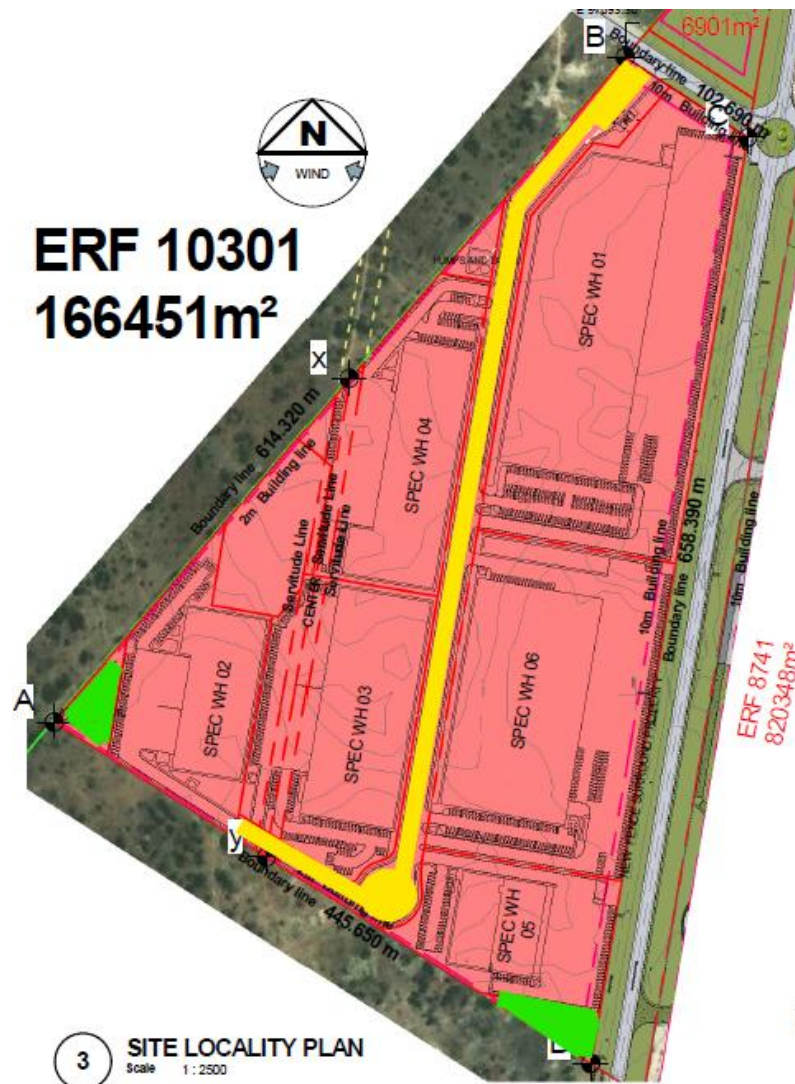 B
6901m²
Boundary line 102.690 m
10m Building
C
N
WIND
ERF 10301
166451m²
SPEC WH 01
X
SPEC WH 04
Boundary line 614.320 m
2m Building line
Servitude Line
CENTER
Servitude Line
Servitude Line
10m Building line
Boundary line 658.390 m
10m Building line
A
SPEC WH 02
SPEC WH 03
SPEC WH 06
ERF 8741
820348m²
y
Boundary line 445.650 m
SPEC WH
05
3
SITE LOCALITY PLAN
Scale 1 : 2500